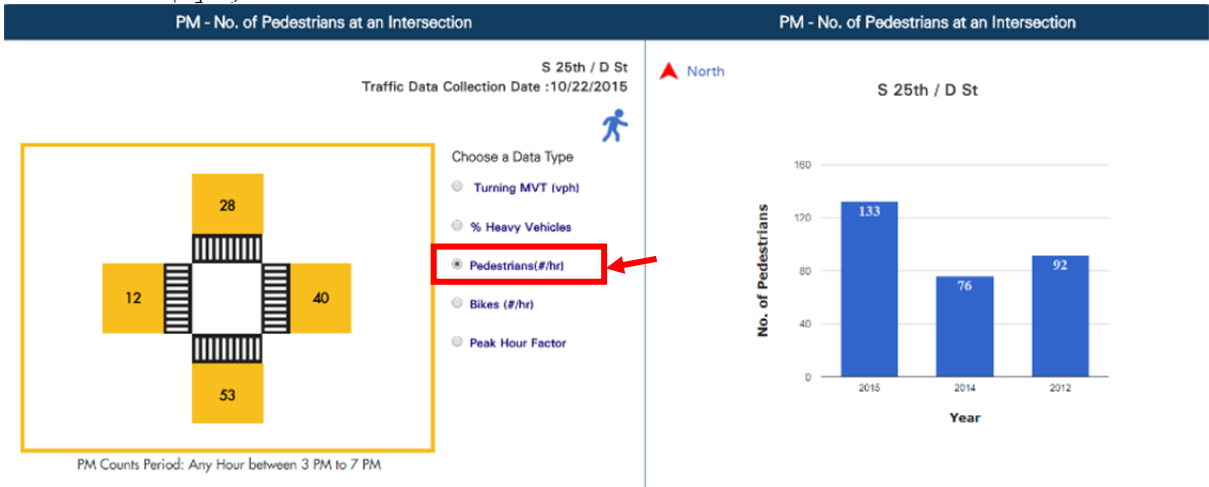 PM - No. of Pedestrians at an Intersection
S 25th / D St
Traffic Data Collection Date :10/22/2015
Choose a Data Type
Turning MVT (vph)
% Heavy Vehicles
Pedestrians(#/hr)
Bikes (#/hr)
Peak Hour Factor
28
12
40
53
PM Counts Period: Any Hour between 3 PM to 7 PM
PM - No. of Pedestrians at an Intersection
North
S 25th / D St
No. of Pedestrians
160
120
80
40
0
133
76
92
2015
2014
2012
Year